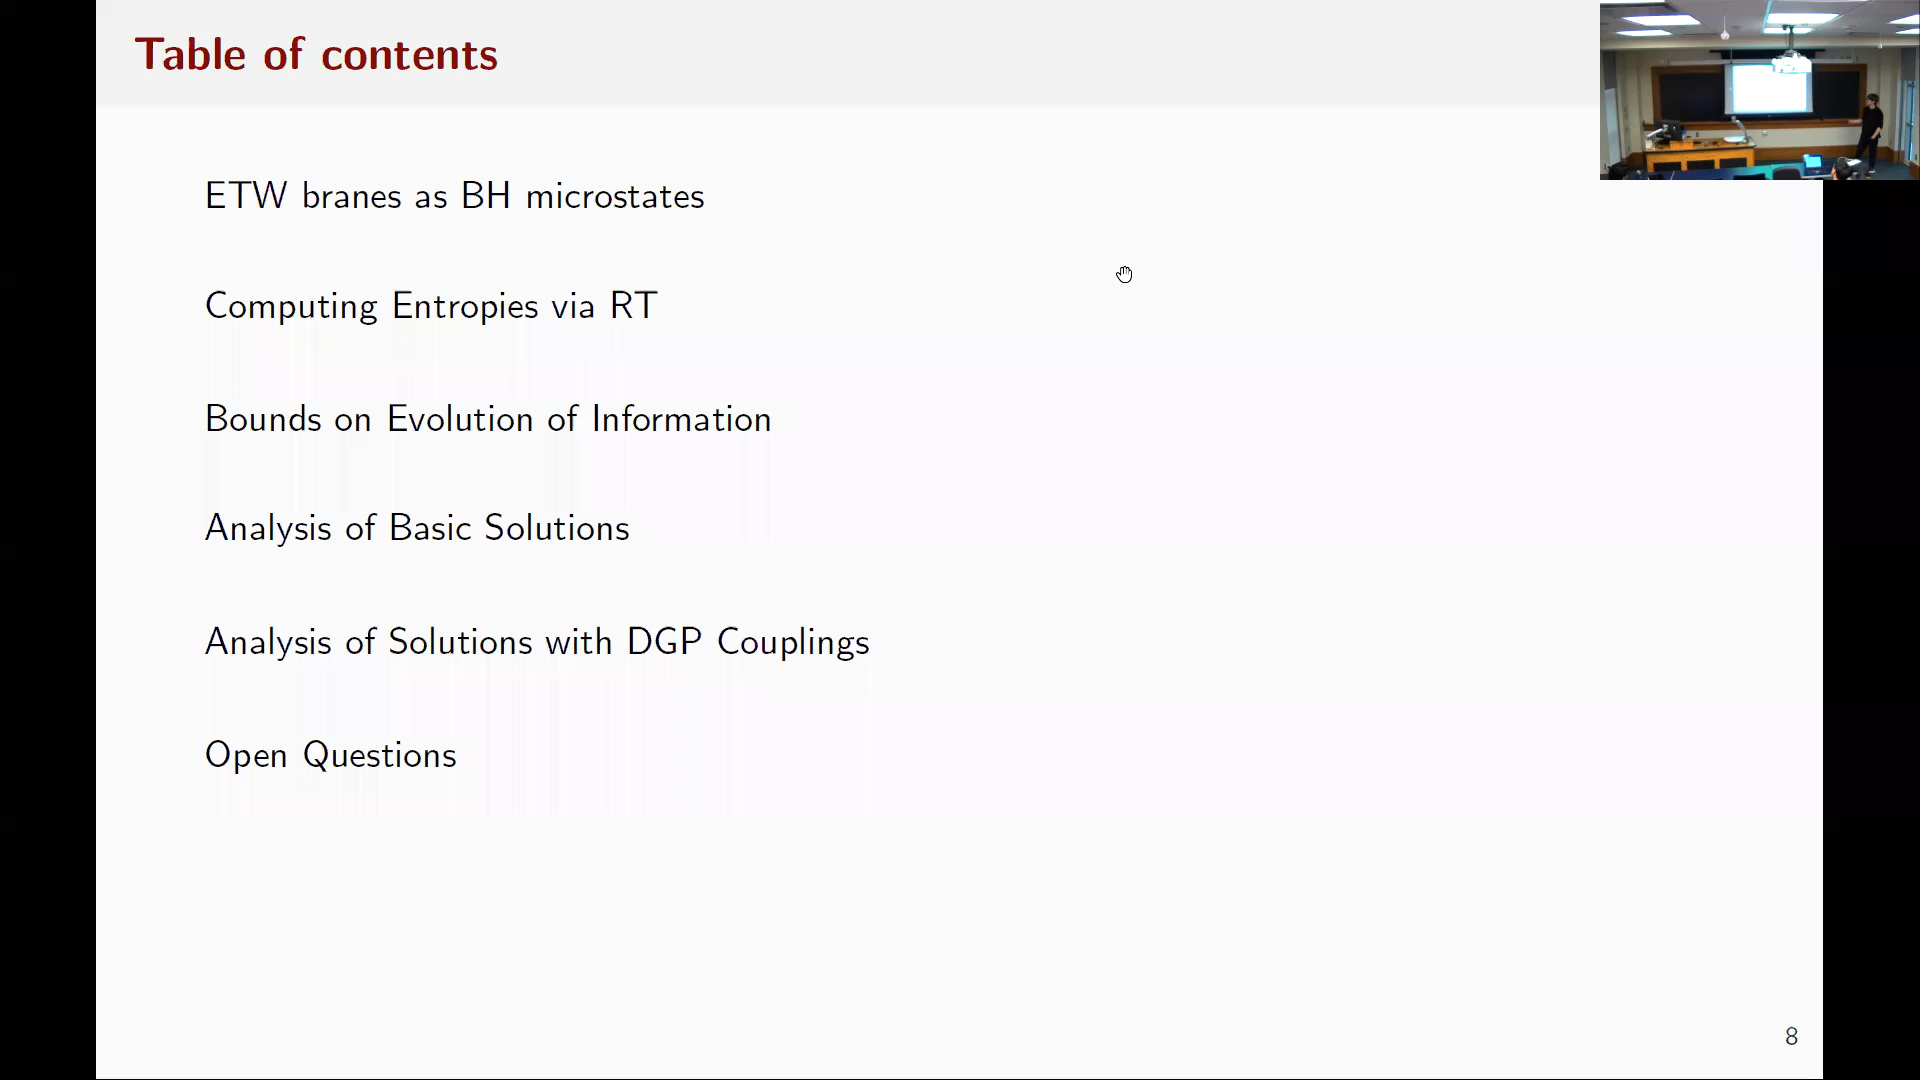 Table of contents
ETW branes as BH microstates
Computing Entropies via RT
Bounds on Evolution of Information
Analysis of Basic Solutions
Analysis of Solutions with DGP Couplings
Open Questions
8